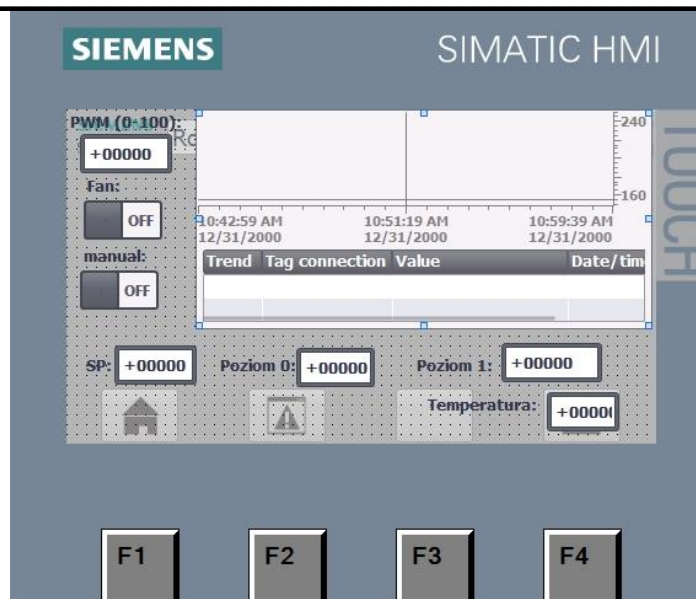 SIEMENS
SIMATIC HMI
TOUCH
PWM (0-100):
+00000
Fan:
OFF
manual:
OFF
240
160
10:42:59 AM 10:51:19 AM 10:59:39 AM
12/31/2000 12/31/2000 12/31/2000
Trend Tag connection Value Date/tim
SP: +00000 Poziom 0: +00000 Poziom 1: +00000
Temperatura: +0000
F1 F2 F3 F4